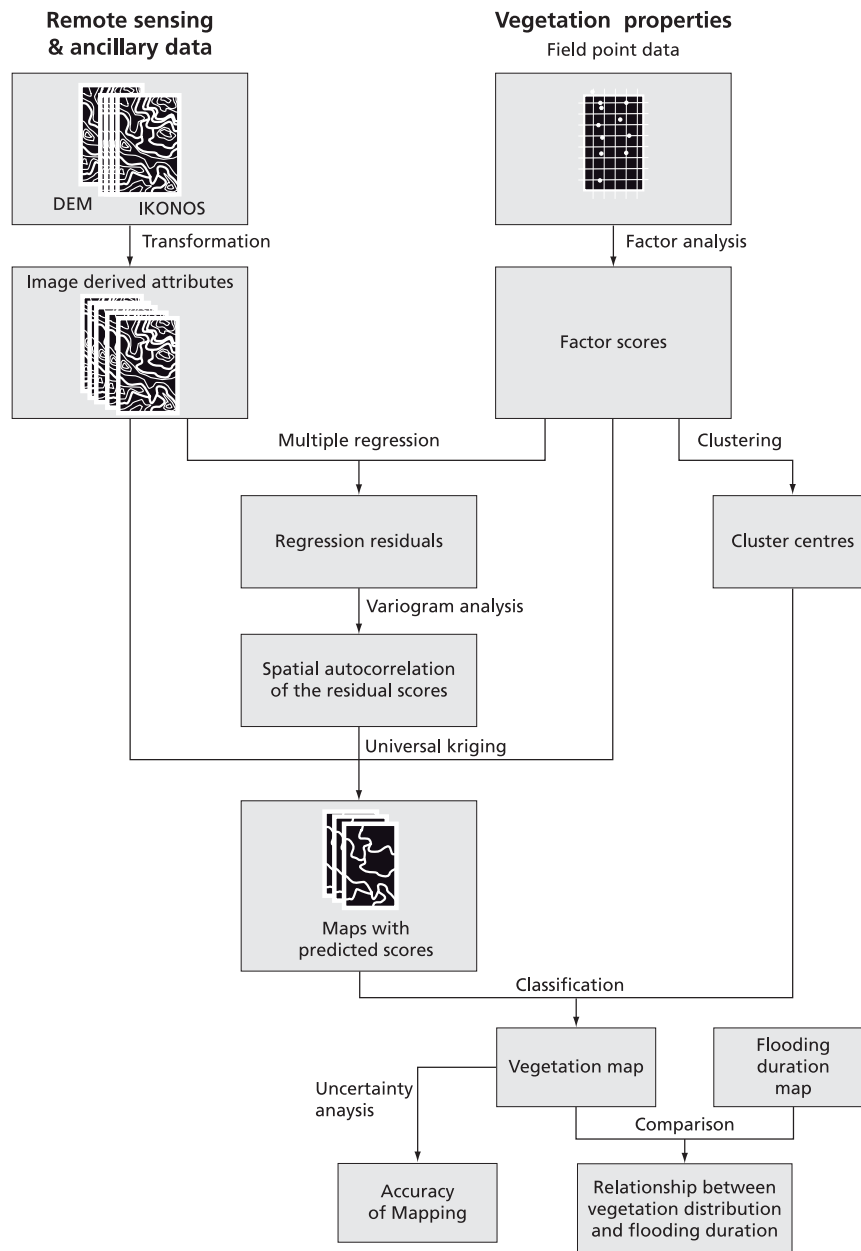 Remote sensing
& ancillary data
Vegetation properties
Field point data
DEM
IKONOS
Transformation
Factor analysis
Image derived attributes
Factor scores
Multiple regression
Clustering
Regression residuals
Cluster centres
Variogram analysis
Spatial autocorrelation
of the residual scores
Universal kriging
Maps with
predicted scores
Classification
Vegetation map
Flooding
duration
map
Uncertainty
anaysis
Comparison
Accuracy
of Mapping
Relationship between
vegetation distribution
and flooding duration